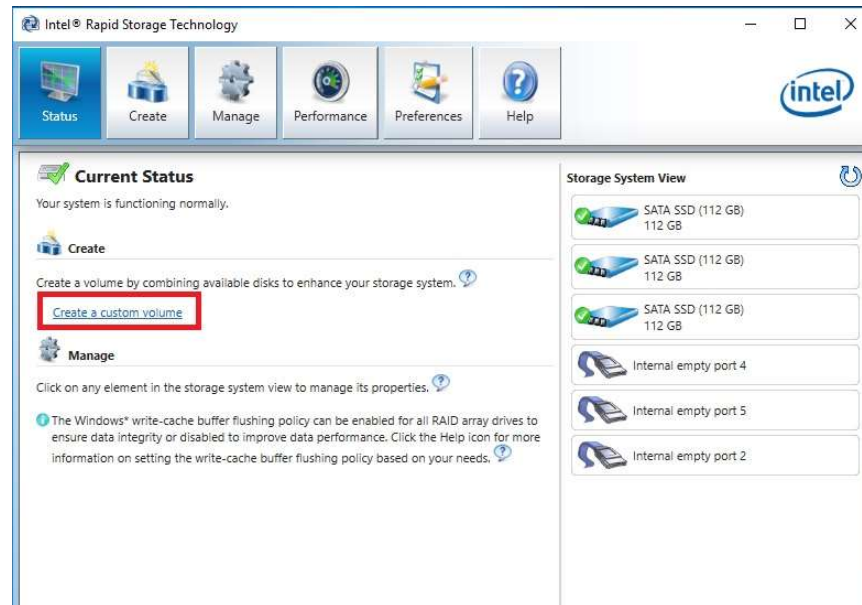 Intel® Rapid Storage Technology
Status
Create
Manage
Performance
Preferences
Help
intel
Current Status
Your system is functioning normally.
Create
Create a volume by combining available disks to enhance your storage system.
Create a custom volume
Manage
Click on any element in the storage system view to manage its properties.
The Windows* write-cache buffer flushing policy can be enabled for all RAID array drives to
ensure data integrity or disabled to improve data performance. Click the Help icon for more
information on setting the write-cache buffer flushing policy based on your needs.
Storage System View
SATA SSD (112 GB)
112 GB
SATA SSD (112 GB)
112 GB
SATA SSD (112 GB)
112 GB
Internal empty port 4
Internal empty port 5
Internal empty port 2